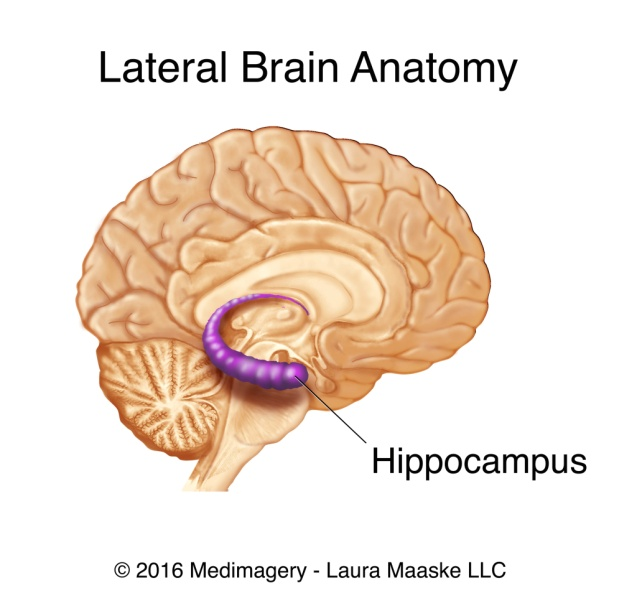 Lateral Brain Anatomy
Hippocampus
© 2016 Medimagery - Laura Maaske LLC